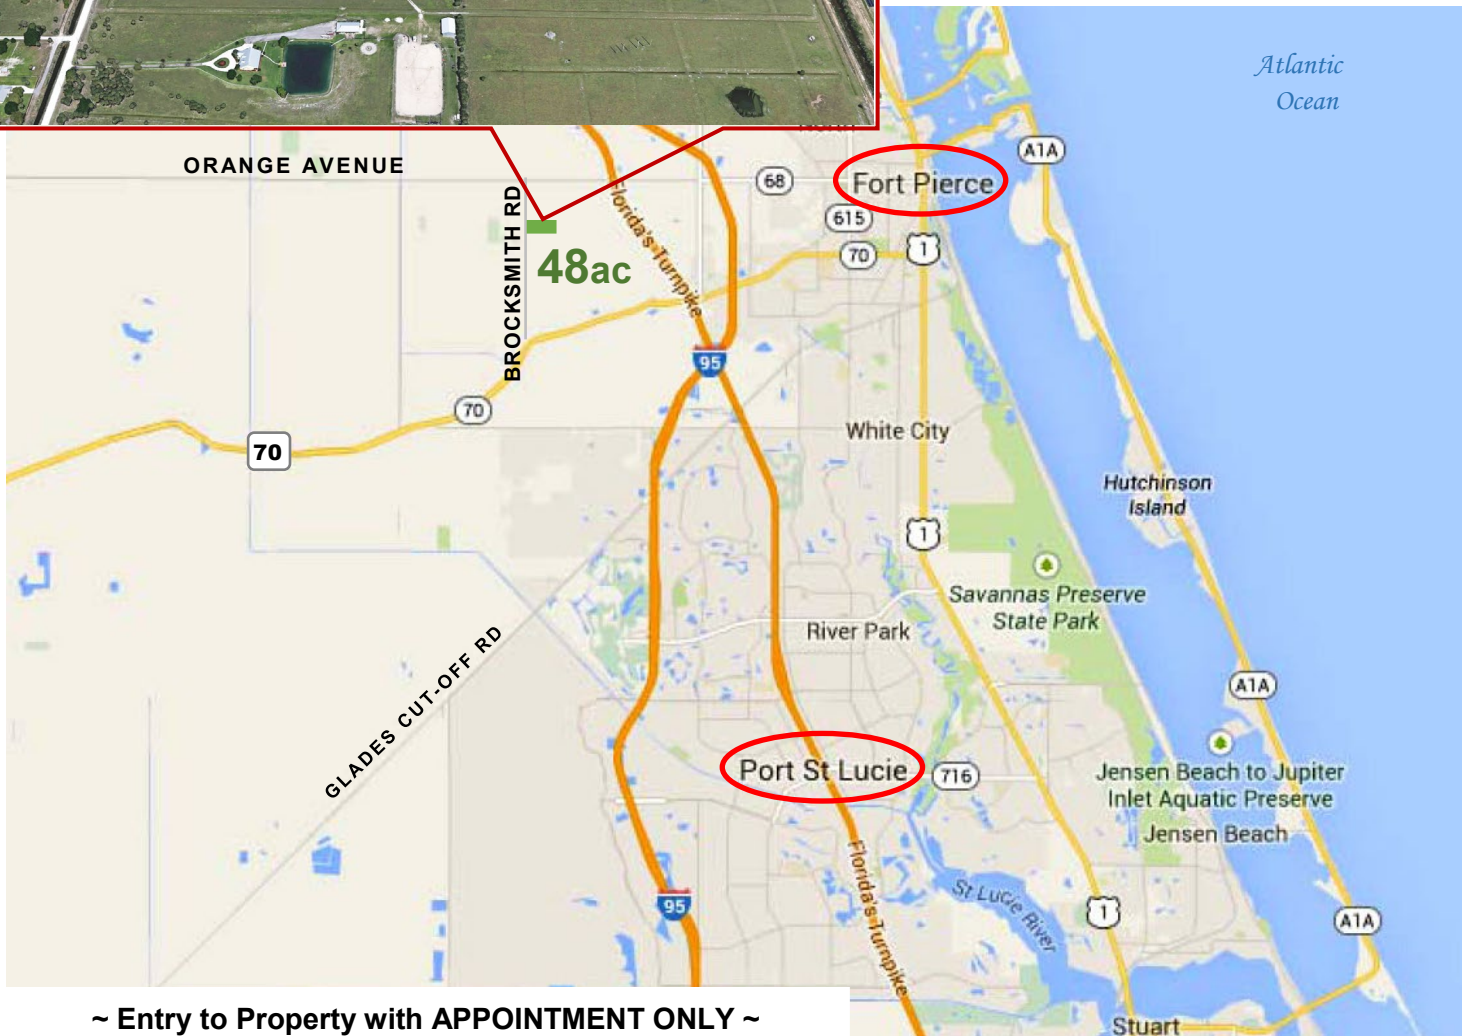 Atlantic
Ocean
A1A
ORANGE AVENUE
68
Fort Pierce
BROCKSMITH RD
Florida's Turnpike
615
1
70
48ac
95
70
White City
70
Hutchinson
Island
1
Savannas Preserve
State Park
River Park
GLADES CUT-OFF RD
A1A
Port St Lucie
716
Jensen Beach to Jupiter
Inlet Aquatic Preserve
Jensen Beach
Florida's Turnpike
St Lucie River
95
1
A1A
~ Entry to Property with APPOINTMENT ONLY ~
Stuart